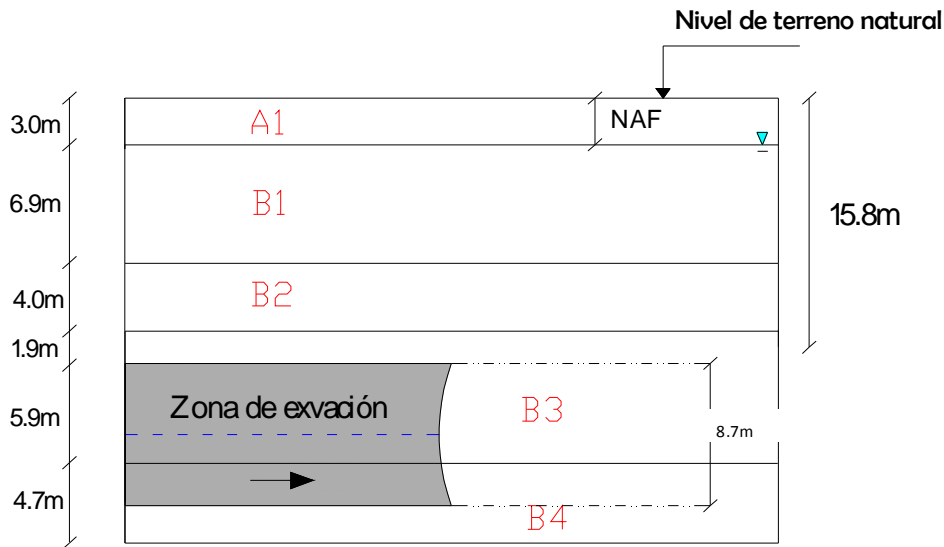 Nivel de terreno natural
3.0m
A1
NAF
6.9m
B1
15.8m
4.0m
B2
1.9m
5.9m
Zona de exvación
B3
8.7m
4.7m
B4